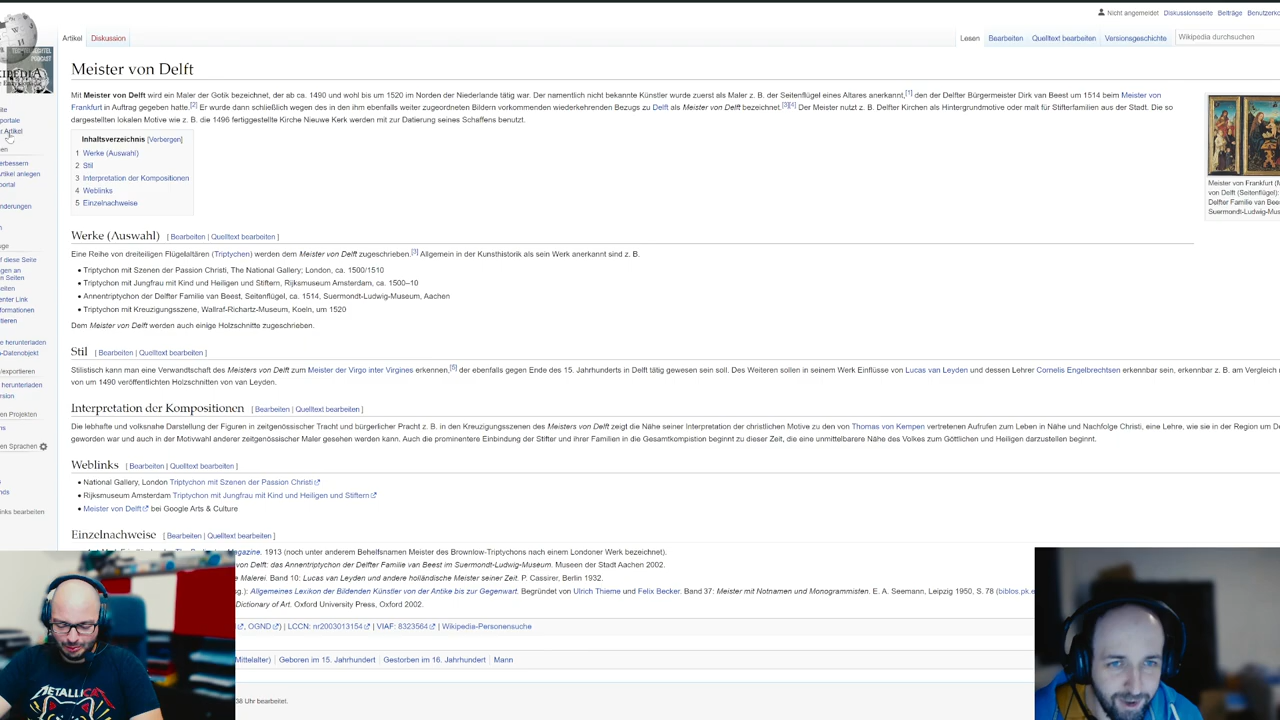 Nicht angemeldet Diskussionsseite Beiträge
Artikel Diskussion Lesen Bearbeiten Quelltext bearbeiten Versionsgeschichte Wikipedia durchsuchen
Meister von Delft
Mit Meister von Delft wird ein Maler der Gotik bezeichnet, der ab ca. 1490 und wohl bis um 1520 im Norden der Niederlande tätig war. Der namentlich nicht bekannte Künstler wurde zuerst als Maler z. B. der Seitenflügel eines Altares anerkannt,[1] den der Delfter Bürgermeister Dirk van Beest um 1514 beim Meister von
Frankfurt in Auftrag gegeben hatte.[2] Er wurde dann schließlich wegen des in den ihm ebenfalls weiter zugeordneten Bildern vorkommenden wiederkehrenden Bezugs zu Delft als Meister von Delft bezeichnet.[3][4] Der Meister nutzt z. B. Delfter Kirchen als Hintergrundmotive oder malt für Stifterfamilien aus der Stadt. Die so
dargestellten lokalen Motive wie z. B. die 1496 fertiggestellte Kirche Nieuwe Kerk werden mit zur Datierung seines Schaffens benutzt.
Inhaltsverzeichnis [Verbergen]
1 Werke (Auswahl)
2 Stil
3 Interpretation der Kompositionen
4 Weblinks
5 Einzelnachweise
Meister von Frankfurt
von Delft (Seitenflügel):
Delfter Familie van Bees
Suermondt-Ludwig-Mus
Werke (Auswahl) [ Bearbeiten | Quelltext bearbeiten ]
Eine Reihe von dreiteiligen Flügelaltären (Triptychen) werden dem Meister von Delft zugeschrieben.[3] Allgemein in der Kunsthistorik als sein Werk anerkannt sind z. B.
• Triptychon mit Szenen der Passion Christi, The National Gallery; London, ca. 1500/1510
• Triptychon mit Jungfrau mit Kind und Heiligen und Stiftern, Rijksmuseum Amsterdam, ca. 1500–10
• Annentriptychon der Delfter Familie van Beest, Seitenflügel, ca. 1514, Suermondt-Ludwig-Museum, Aachen
• Triptychon mit Kreuzigungsszene, Wallraf-Richartz-Museum, Koeln, um 1520
Dem Meister von Delft werden auch einige Holzschnitte zugeschrieben.
Stil [ Bearbeiten | Quelltext bearbeiten ]
Stilistisch kann man eine Verwandtschaft des Meisters von Delft zum Meister der Virgo inter Virgines erkennen,[5] der ebenfalls gegen Ende des 15. Jahrhunderts in Delft tätig gewesen sein soll. Des Weiteren sollen in seinem Werk Einflüsse von Lucas van Leyden und dessen Lehrer Cornelis Engelbrechtsen erkennbar sein, erkennbar z. B. am Vergleich
von um 1490 veröffentlichten Holzschnitten von van Leyden.
Interpretation der Kompositionen [ Bearbeiten | Quelltext bearbeiten ]
Die lebhafte und volksnahe Darstellung der Figuren in zeitgenössischer Tracht und bürgerlicher Pracht z. B. in den Kreuzigungsszenen des Meisters von Delft zeigt die Nähe seiner Interpretation der christlichen Motive zu den von Thomas von Kempen vertretenen Aufrufen zum Leben in Nähe und Nachfolge Christi, eine Lehre, wie sie in der Region um De
geworden war und auch in der Motivwahl anderer zeitgenössischer Maler gesehen werden kann. Auch die prominentere Einbindung der Stifter und ihrer Familien in die Gesamtkompistion beginnt zu dieser Zeit, die eine unmittelbarere Nähe des Volkes zum Göttlichen und Heiligen darzustellen beginnt.
Weblinks [ Bearbeiten | Quelltext bearbeiten ]
• National Gallery, London Triptychon mit Szenen der Passion Christi
• Rijksmuseum Amsterdam Triptychon mit Jungfrau mit Kind und Heiligen und Stiftern
• Meister von Delft bei Google Arts & Culture
Einzelnachweise [ Bearbeiten | Quelltext bearbeiten ]
Magazine. 1913 (noch unter anderem Behelfsnamen Meister des Brownlow-Triptychons nach einem Londoner Werk bezeichnet).
von Delft: das Annentriptychon der Delfter Familie van Beest im Suermondt-Ludwig-Museum. Museen der Stadt Aachen 2002.
e Malerei. Band 10: Lucas van Leyden und andere holländische Meister seiner Zeit. P. Cassirer, Berlin 1932.
sg.): Allgemeines Lexikon der Bildenden Künstler von der Antike bis zur Gegenwart. Begründet von Ulrich Thieme und Felix Becker. Band 37: Meister mit Notnamen und Monogrammisten. E. A. Seemann, Leipzig 1950, S. 78 (biblos.pk.e
Dictionary of Art. Oxford University Press, Oxford 2002.
, OGND) | LCCN: nr2003013154 | VIAF: 8323564 | Wikipedia-Personensuche
Mittelalter) Geboren im 15. Jahrhundert Gestorben im 16. Jahrhundert Mann
38 Uhr bearbeitet.
METALLICA